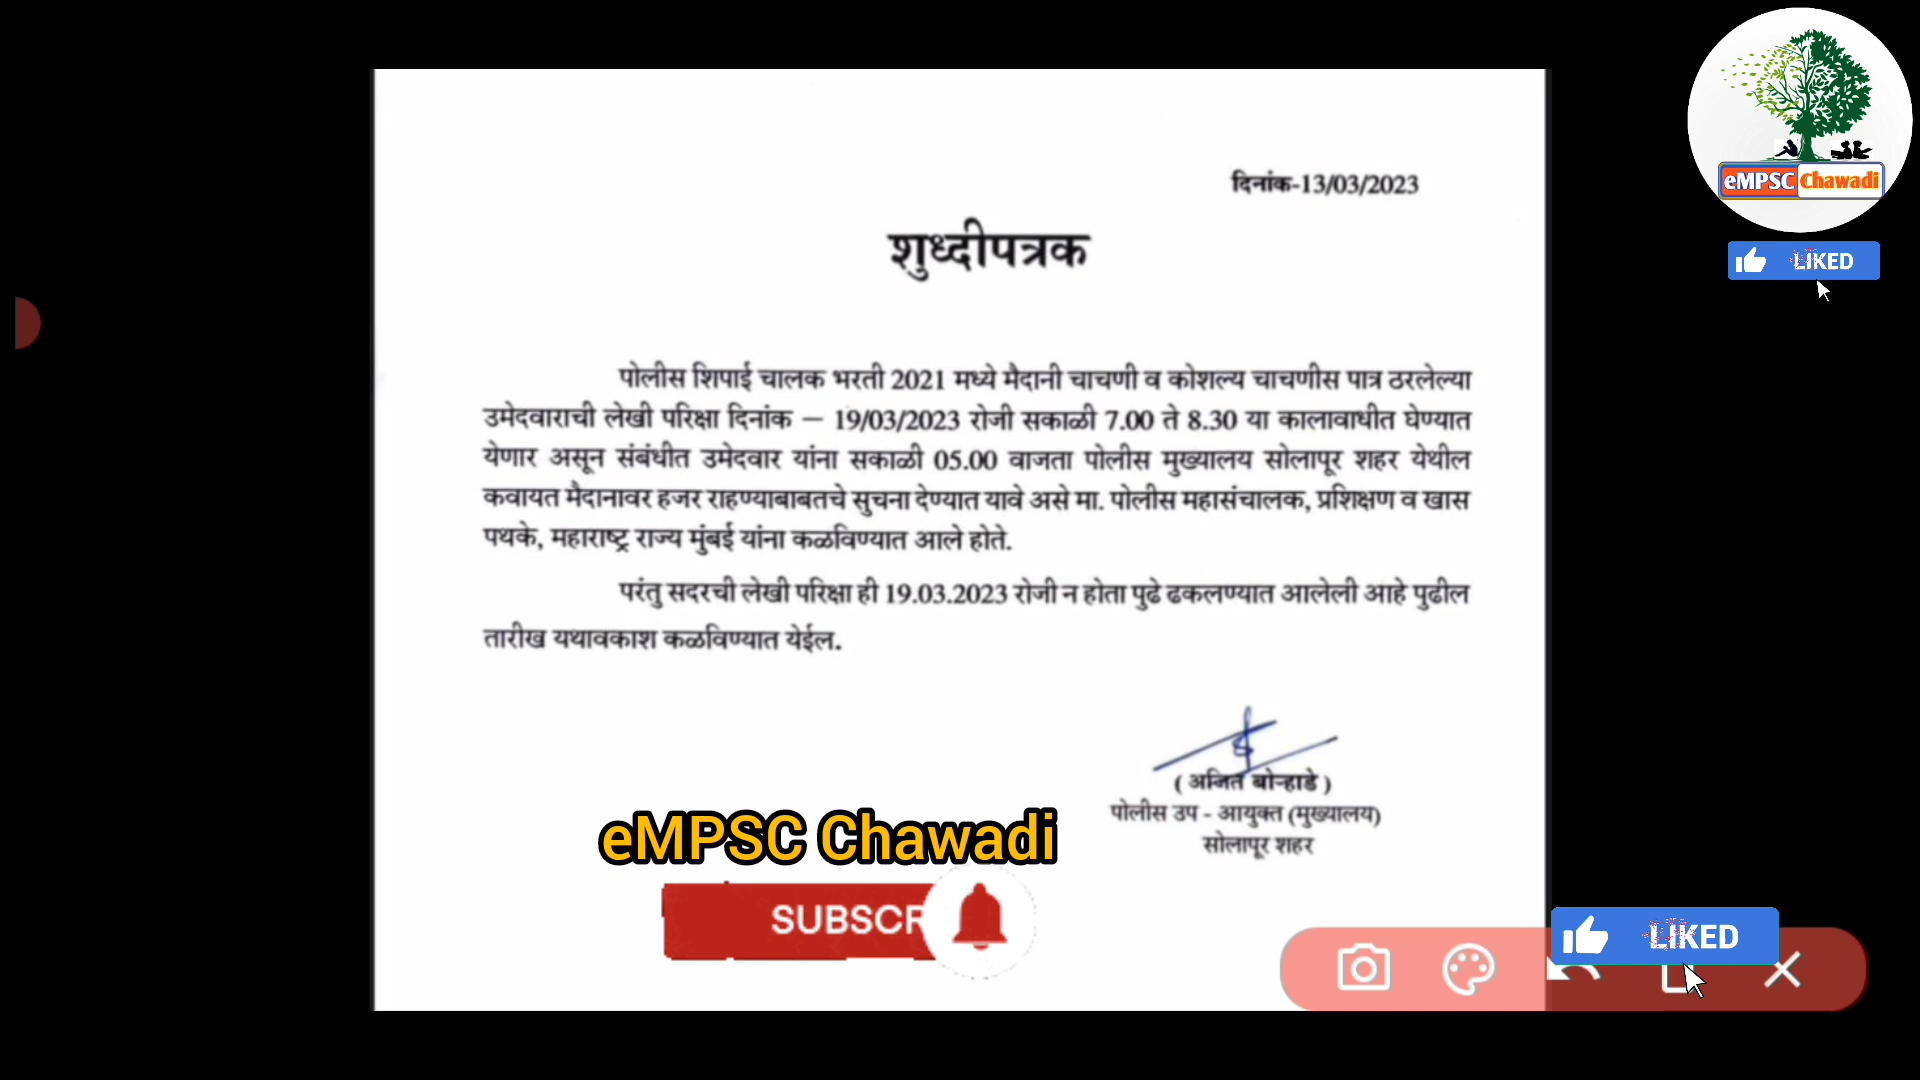 eMPSC Chawadi
LIKED
दिनांक-13/03/2023
शुध्दीपत्रक
पोलीस शिपाई चालक भरती 2021 मध्ये मैदानी चाचणी व कोशल्य चाचणीस पात्र ठरलेल्या
उमेदवाराची लेखी परिक्षा दिनांक – 19/03/2023 रोजी सकाळी 7.00 ते 8.30 या कालावाधीत घेण्यात
येणार असून संबंधीत उमेदवार यांना सकाळी 05.00 वाजता पोलीस मुख्यालय सोलापूर शहर येथील
कवायत मैदानावर हजर राहण्याबाबतचे सुचना देण्यात यावे असे मा. पोलीस महासंचालक, प्रशिक्षण व खास
पथके, महाराष्ट्र राज्य मुंबई यांना कळविण्यात आले होते.
परंतु सदरची लेखी परिक्षा ही 19.03.2023 रोजी न होता पुढे ढकलण्यात आलेली आहे पुढील
तारीख यथावकाश कळविण्यात येईल.
( अजित बोऱ्हाडे )
पोलीस उप - आयुक्त (मुख्यालय)
सोलापूर शहर
eMPSC Chawadi
SUBSCR
LIKED